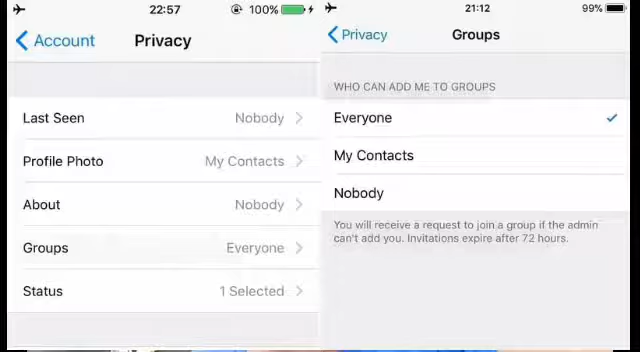 22:57
100%
Account
Privacy
Last Seen
Nobody
Profile Photo
My Contacts
About
Nobody
Groups
Everyone
Status
1 Selected
21:12
99%
Privacy
Groups
WHO CAN ADD ME TO GROUPS
Everyone
My Contacts
Nobody
You will receive a request to join a group if the admin
can't add you. Invitations expire after 72 hours.